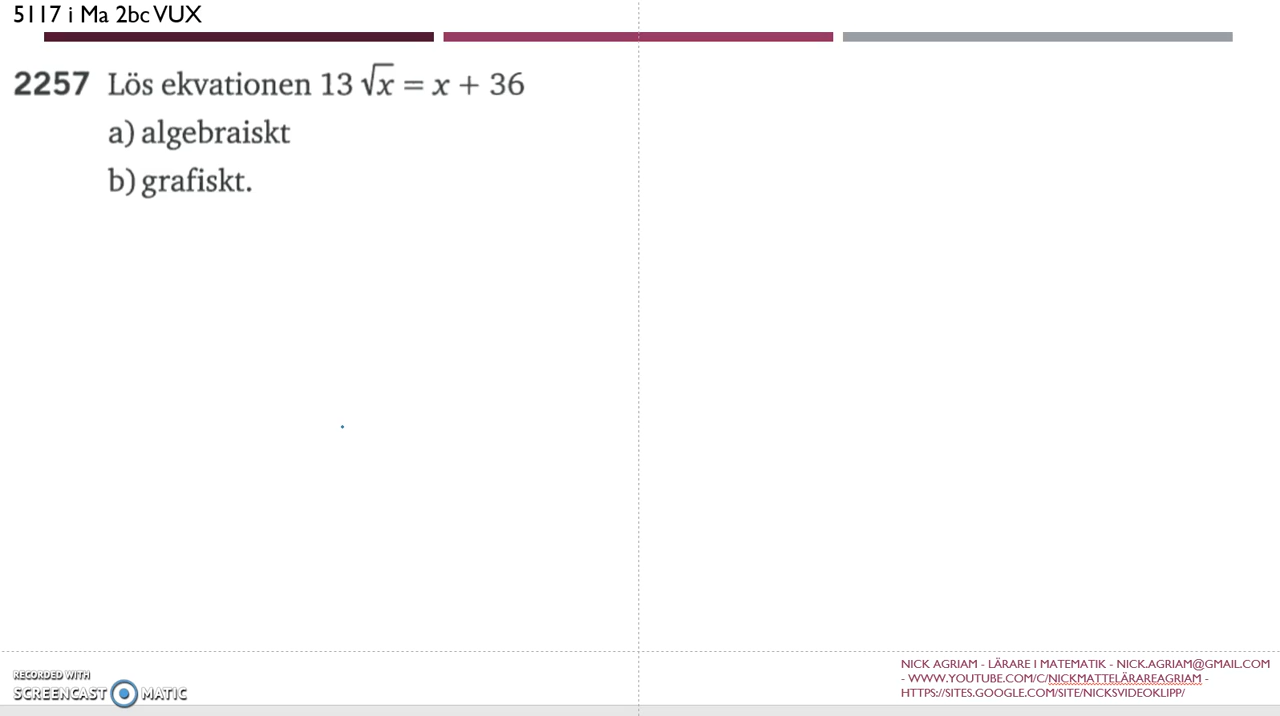 5117 i Ma 2bc VUX
2257 Lös ekvationen 13 √x = x + 36
a) algebraiskt
b) grafiskt.
NICK AGRIAM - LÄRARE I MATEMATIK - NICK.AGRIAM@GMAIL.COM
- WWW.YOUTUBE.COM/C/NICKMATTELÄRAREAGRIAM -
HTTPS://SITES.GOOGLE.COM/SITE/NICKSVIDEOKLIPP/
RECORDED WITH
SCREENCAST MATIC